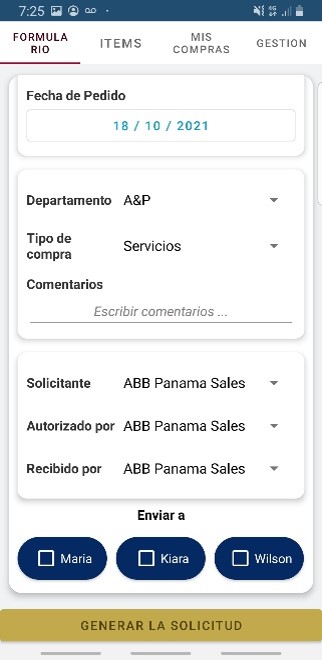 7:25
FORMULA
RIO
ITEMS
MIS
COMPRAS
GESTION
Fecha de Pedido
18 / 10 / 2021
Departamento A&P
Tipo de
compra
Servicios
Comentarios
Escribir comentarios ...
Solicitante ABB Panama Sales
Autorizado por ABB Panama Sales
Recibido por ABB Panama Sales
Enviar a
Maria Kiara Wilson
GENERAR LA SOLICITUD